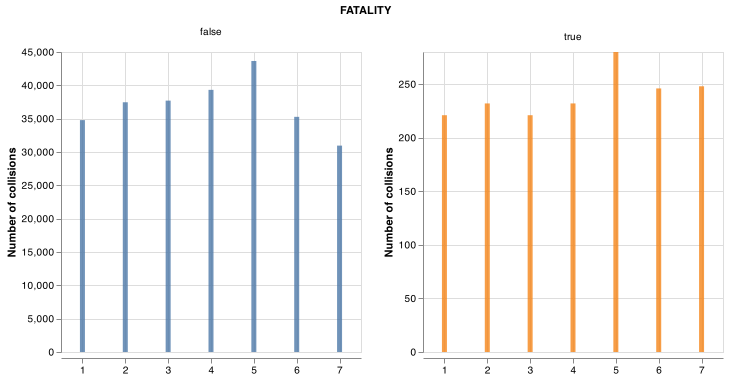 FATALITY
false
true
45,000
40,000
35,000
30,000
25,000
20,000
15,000
10,000
5,000
0
Number of collisions
1 2 3 4 5 6 7
250
200
150
100
50
0
Number of collisions
1 2 3 4 5 6 7